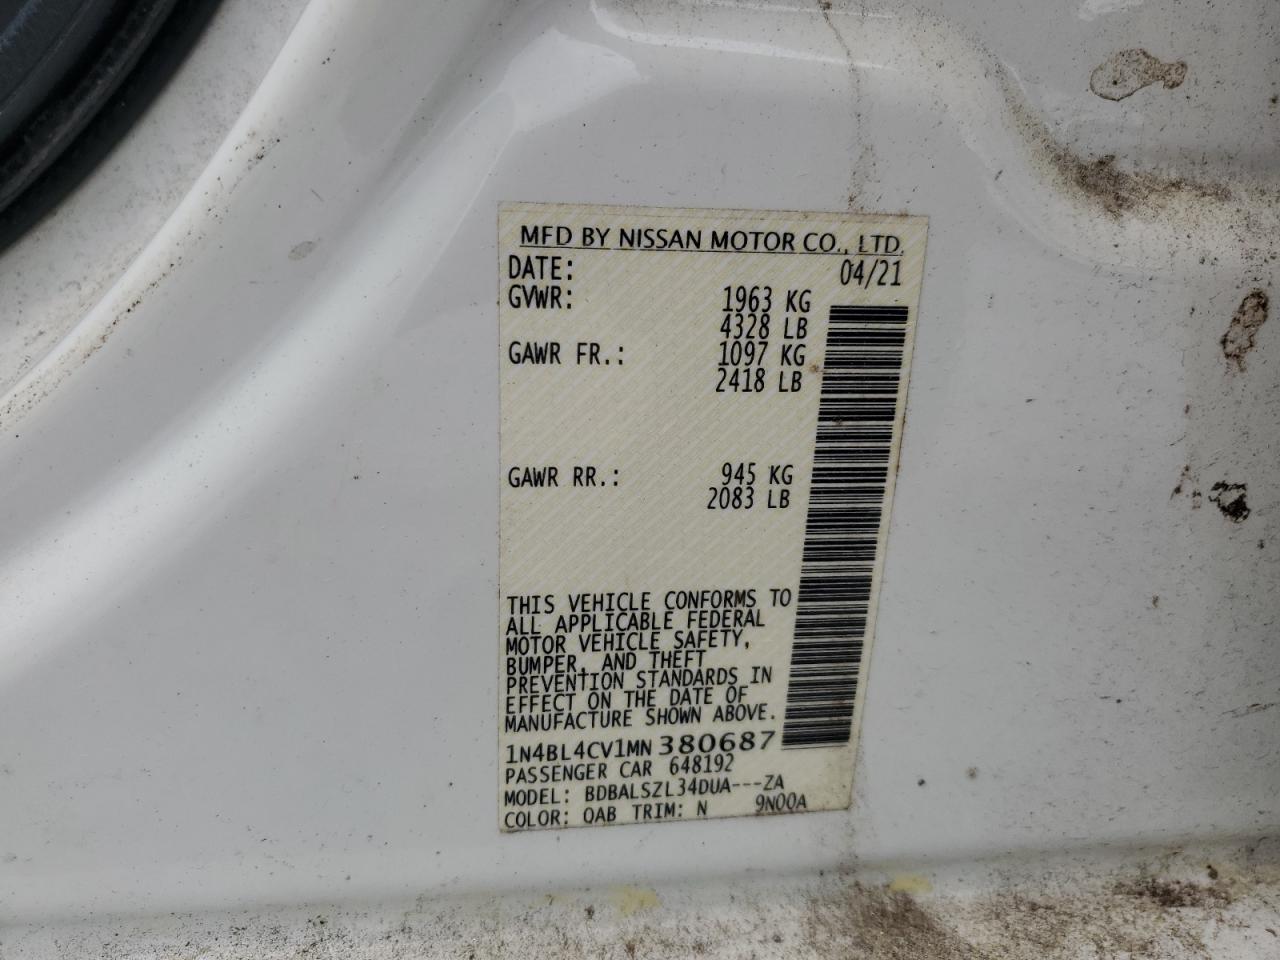 MFD BY NISSAN MOTOR CO., LTD.
DATE: 04/21
GVWR: 1963 KG
4328 LB
GAWR FR.: 1097 KG
2418 LB
GAWR RR.: 945 KG
2083 LB
THIS VEHICLE CONFORMS TO
ALL APPLICABLE FEDERAL
MOTOR VEHICLE SAFETY,
BUMPER, AND THEFT
PREVENTION STANDARDS IN
EFFECT ON THE DATE OF
MANUFACTURE SHOWN ABOVE.
1N4BL4CV1MN380687
PASSENGER CAR 648192
MODEL: BDBALSZL34DUA---ZA
COLOR: QAB TRIM: N 9N00A